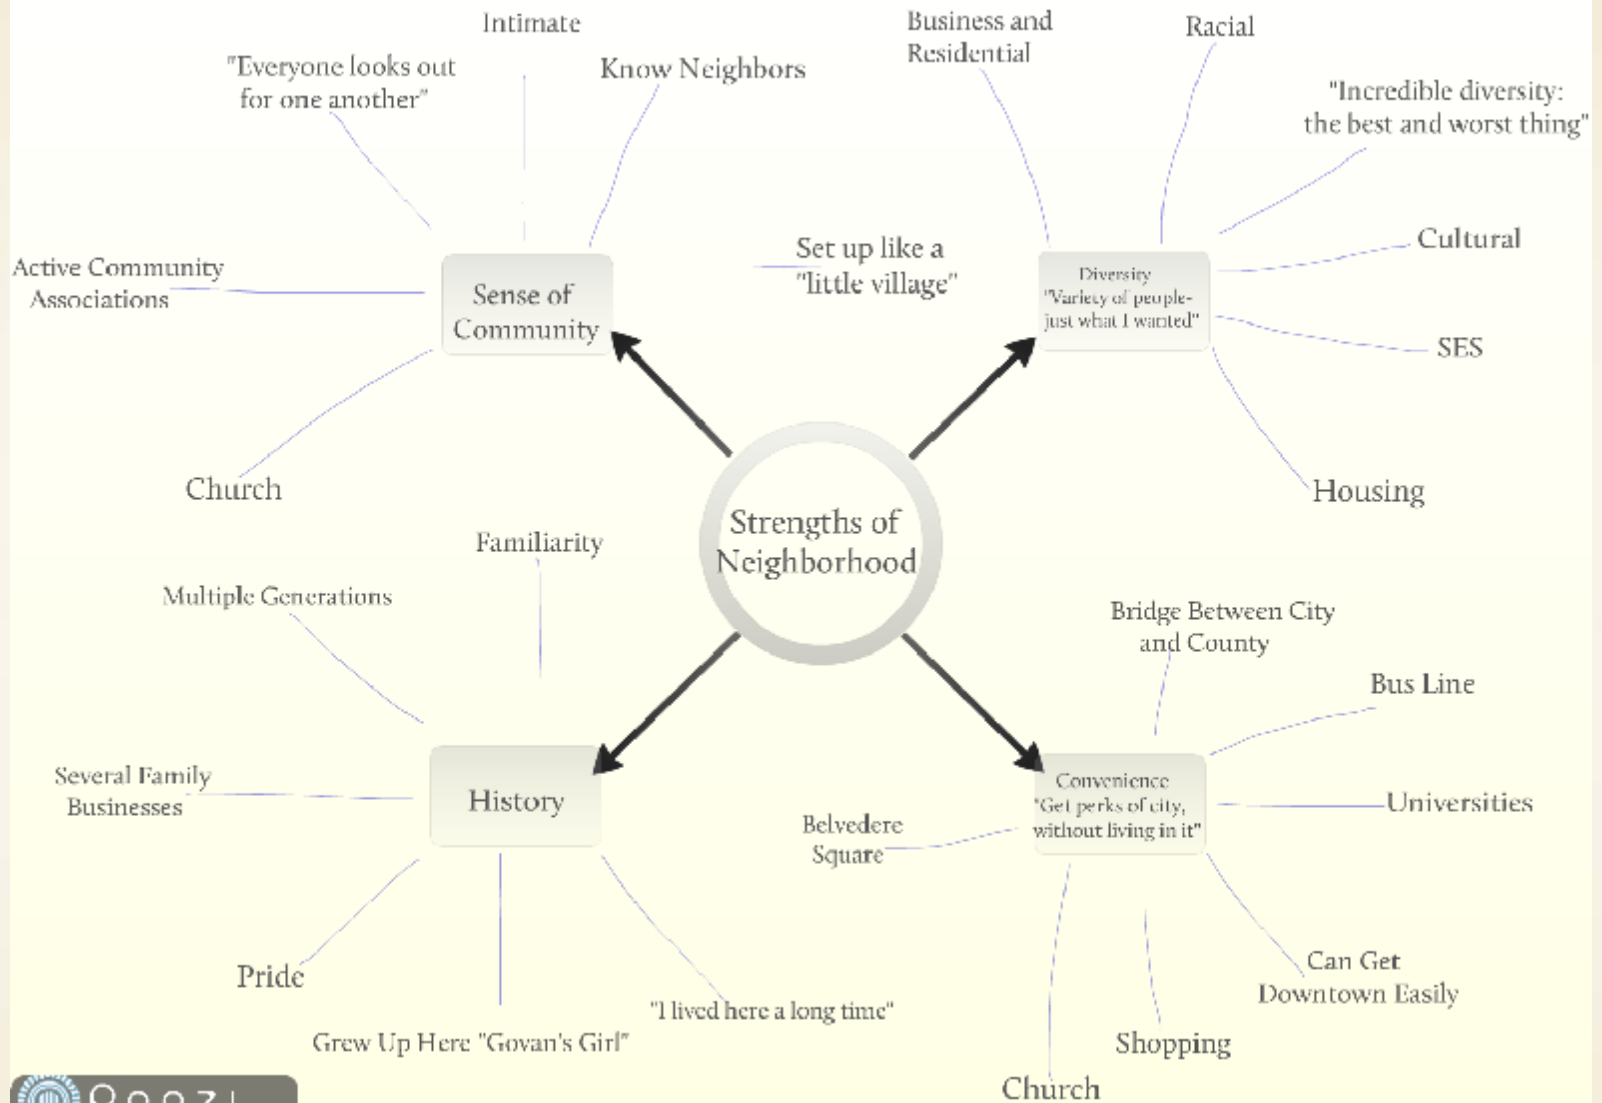 Intimate
"Everyone looks out
for one another"
Know Neighbors
Active Community
Associations
Sense of
Community
Church
Set up like a
"little village"
Business and
Residential
Racial
"Incredible diversity:
the best and worst thing"
Cultural
Diversity
"Variety of people-
just what I wanted"
SES
Housing
Strengths of
Neighborhood
Familiarity
Multiple Generations
Several Family
Businesses
History
Pride
Grew Up Here "Govan's Girl"
"I lived here a long time"
Bridge Between City
and County
Bus Line
Convenience
"Get perks of city,
without living in it"
Universities
Belvedere
Square
Can Get
Downtown Easily
Shopping
Church